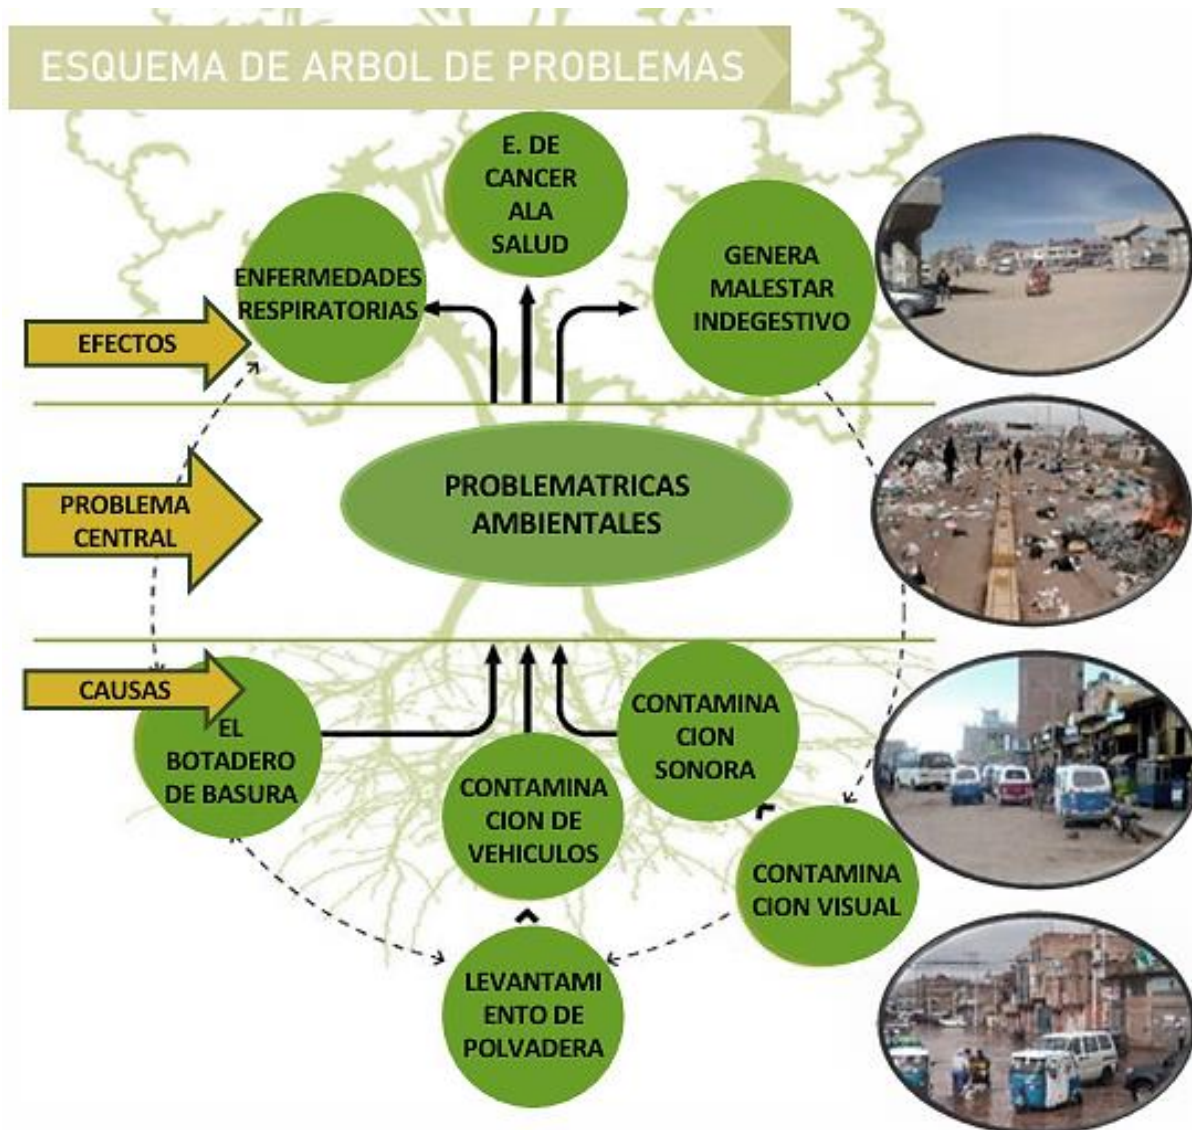 ESQUEMA DE ARBOL DE PROBLEMAS
E. DE
CANCER
ALA
SALUD
ENFERMEDADES
RESPIRATORIAS
GENERA
MALESTAR
INDEGESTIVO
EFECTOS
PROBLEMA
CENTRAL
PROBLEMATRICAS
AMBIENTALES
CAUSAS
EL
BOTADERO
DE BASURA
CONTAMINA
CION DE
VEHICULOS
CONTAMINA
CION
SONORA
CONTAMINA
CION VISUAL
LEVANTAMI
ENTO DE
POLVADERA